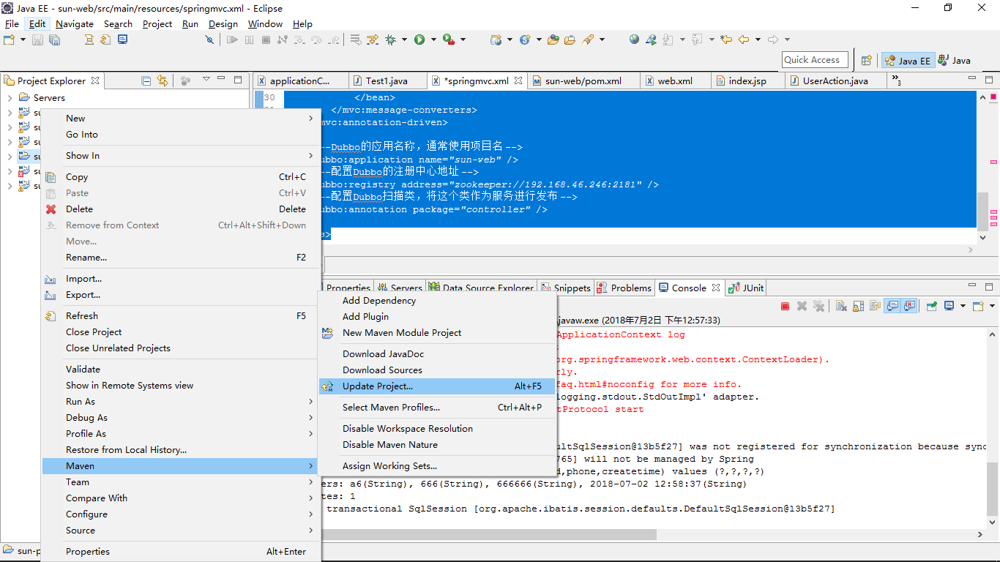 Java EE - sun-web/src/main/resources/springmvc.xml - Eclipse
File Edit Navigate Search Project Run Design Window Help
Quick Access
Java EE
Java
Project Explorer
applicationC...
Test1.java
*springmvc.xml
sun-web/pom.xml
web.xml
index.jsp
UserAction.java
»3
Servers
30 </bean>
</mvc:message-converters>
mvc:annotation-driven>
--Dubbo的应用名称，通常使用项目名 -->
ubbo:application name="sun-web" />
--配置Dubbo的注册中心地址 -->
ubbo:registry address="zookeeper://192.168.46.246:2181" />
--配置Dubbo扫描类，将这个类作为服务进行发布 -->
ubbo:annotation package="controller" />
s>
New
Go Into
Show In
Copy Ctrl+C
Paste Ctrl+V
Delete Delete
Remove from Context Ctrl+Alt+Shift+Down
Move...
Rename... F2
Import...
Export...
Refresh F5
Close Project
Close Unrelated Projects
Validate
Show in Remote Systems view
Run As
Debug As
Profile As
Restore from Local History...
Maven
Team
Compare With
Configure
Source
Properties Alt+Enter
sun-p
Properties
Servers
Data Source Explorer
Snippets
Problems
Console
JUnit
Add Dependency
Add Plugin
New Maven Module Project
Download JavaDoc
Download Sources
Update Project... Alt+F5
Select Maven Profiles... Ctrl+Alt+P
Disable Workspace Resolution
Disable Maven Nature
Assign Working Sets...
\javaw.exe (2018年7月2日 下午12:57:33)
ApplicationContext log
org.springframework.web.context.ContextLoader).
rly.
faq.html#noconfig for more info.
logging.stdout.StdOutImpl' adapter.
tProtocol start
ultSqlSession@13b5f27] was not registered for synchronization because sync
765] will not be managed by Spring
d,phone,createtime) values (?,?,?,?)
ers: a6(String), 666(String), 666666(String), 2018-07-02 12:58:37(String)
tes: 1
transactional SqlSession [org.apache.ibatis.session.defaults.DefaultSqlSession@13b5f27]